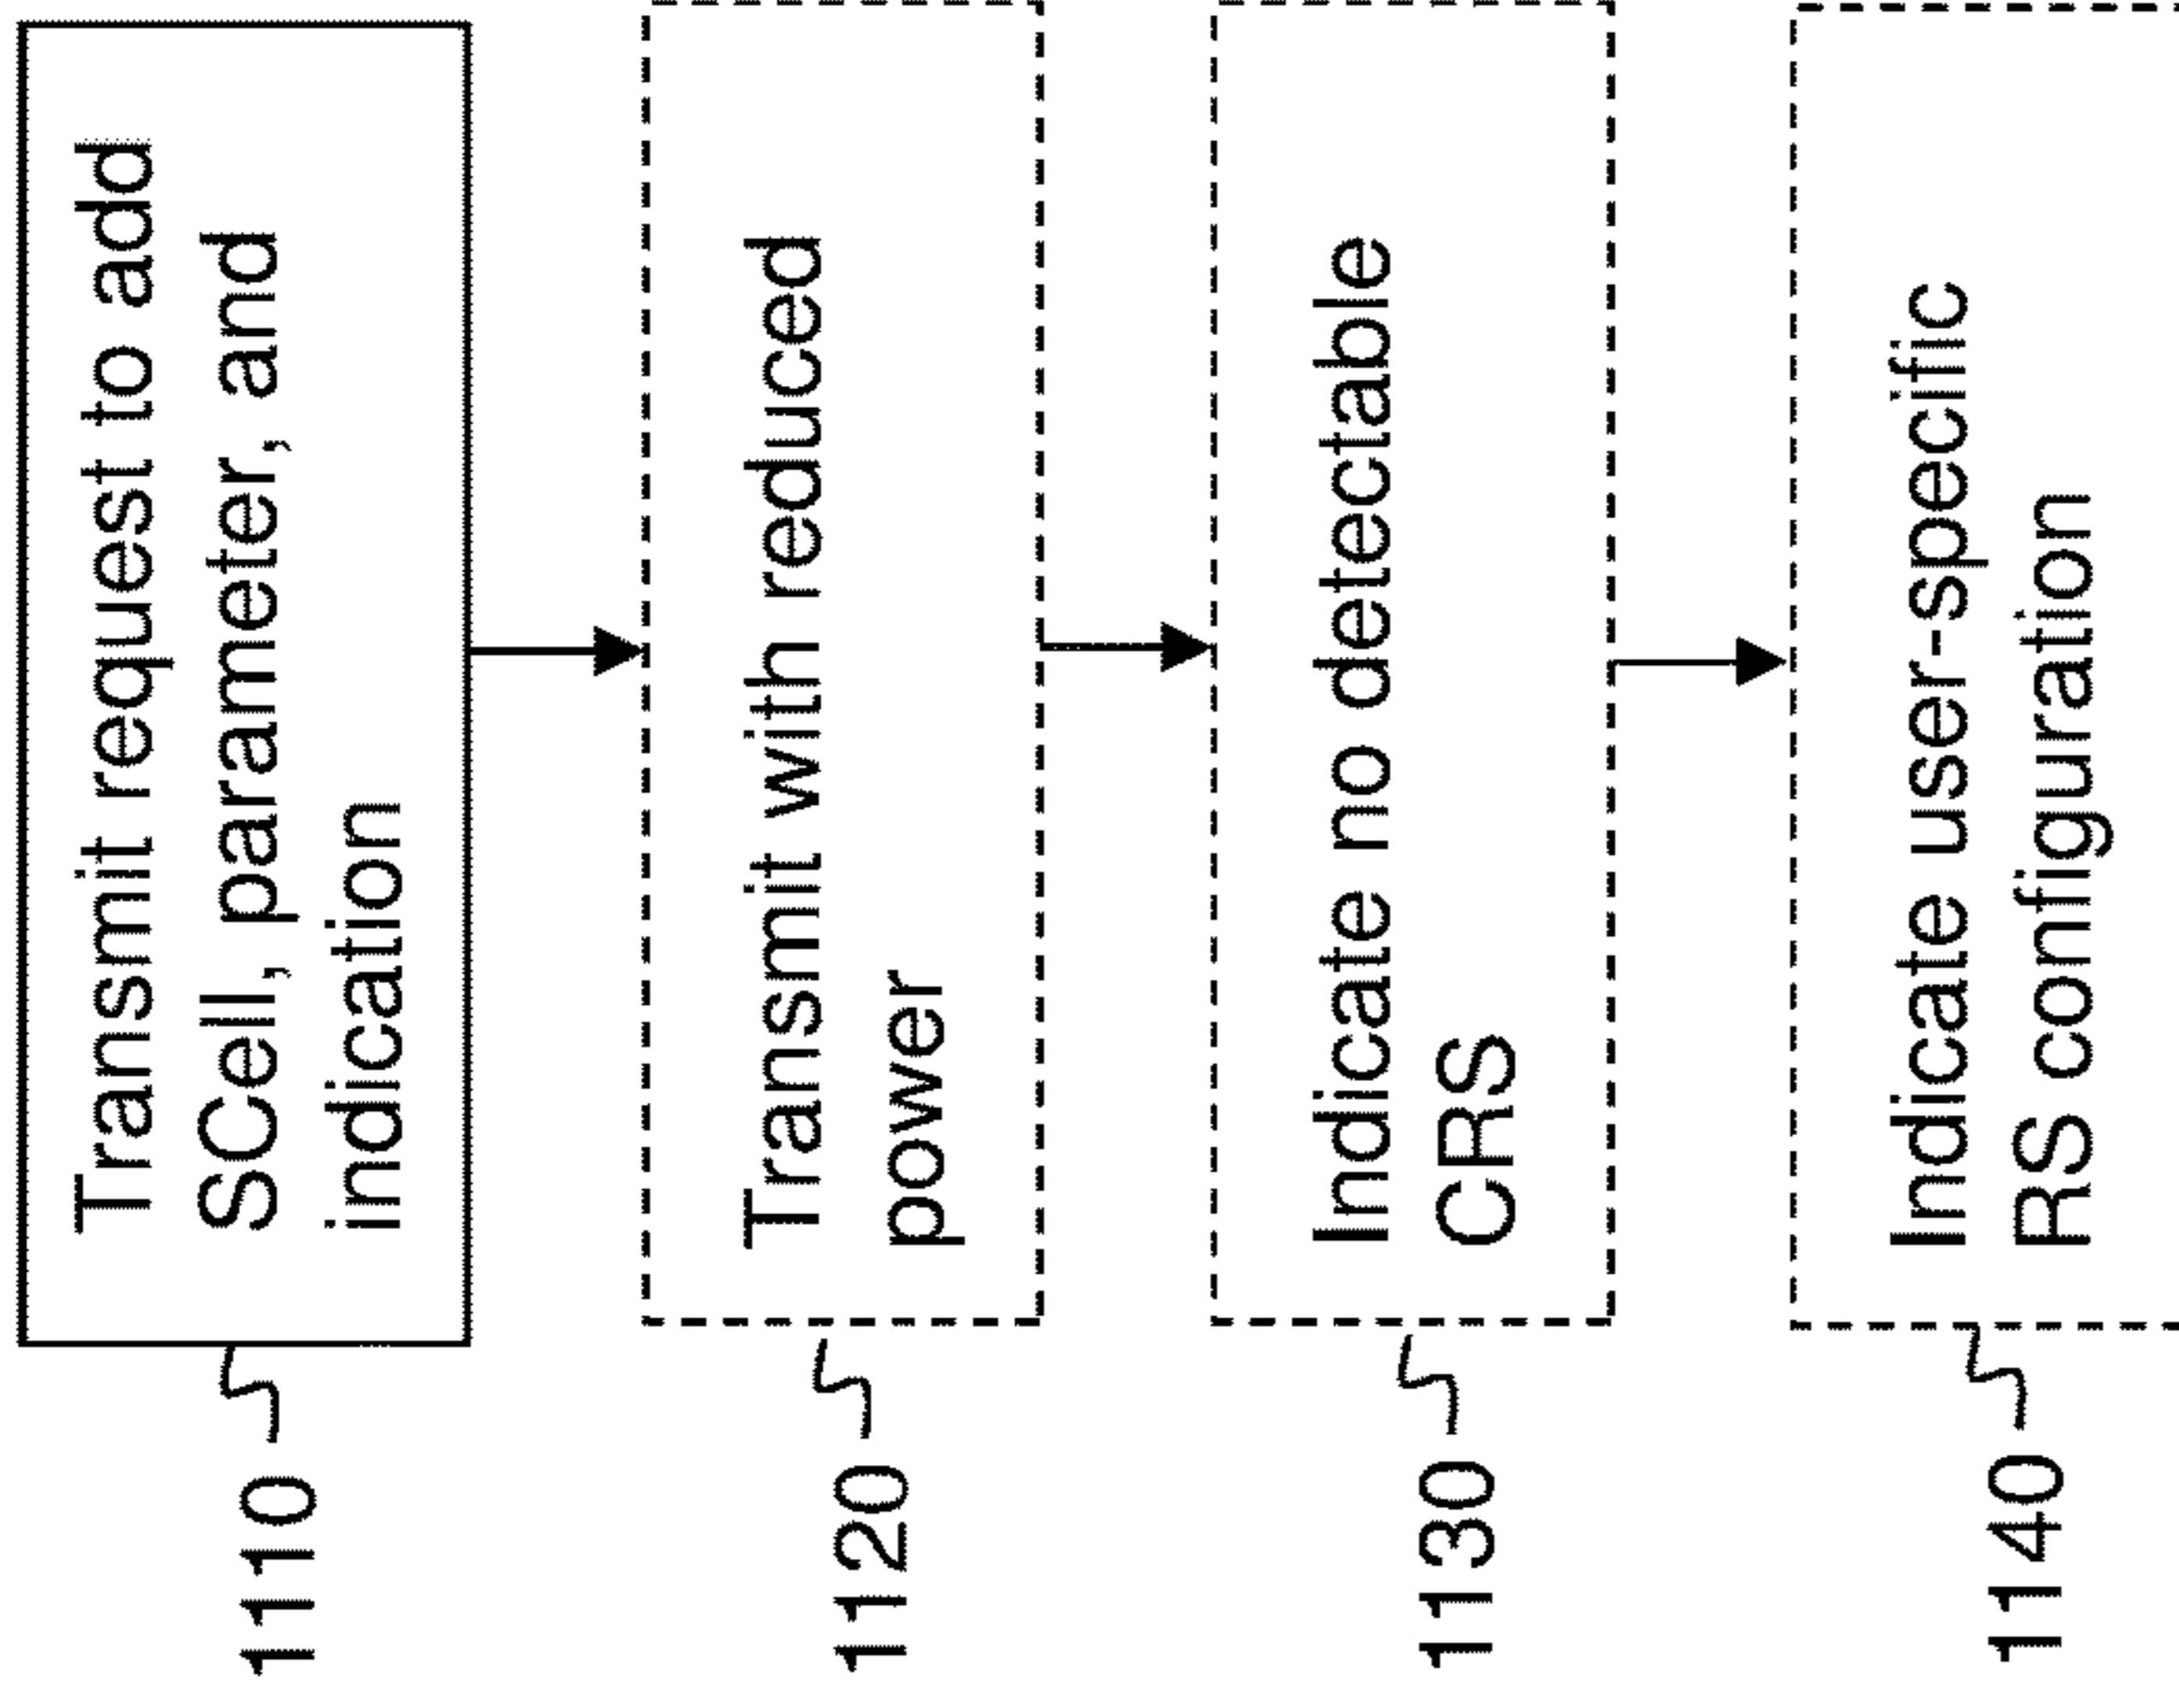 1110
Transmit request to add
SCell, parameter, and
indication
1120
Transmit with reduced
power
1130
Indicate no detectable
CRS
1140
Indicate user-specific
RS configuration